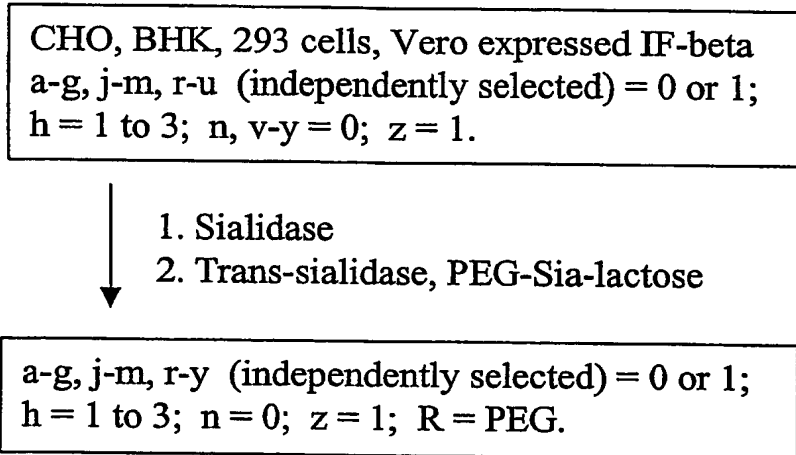 CHO, BHK, 293 cells, Vero expressed IF-beta
a-g, j-m, r-u (independently selected) = 0 or 1;
h = 1 to 3; n, v-y = 0; z = 1.
1. Sialidase
2. Trans-sialidase, PEG-Sia-lactose
a-g, j-m, r-y (independently selected) = 0 or 1;
h = 1 to 3; n = 0; z = 1; R = PEG.